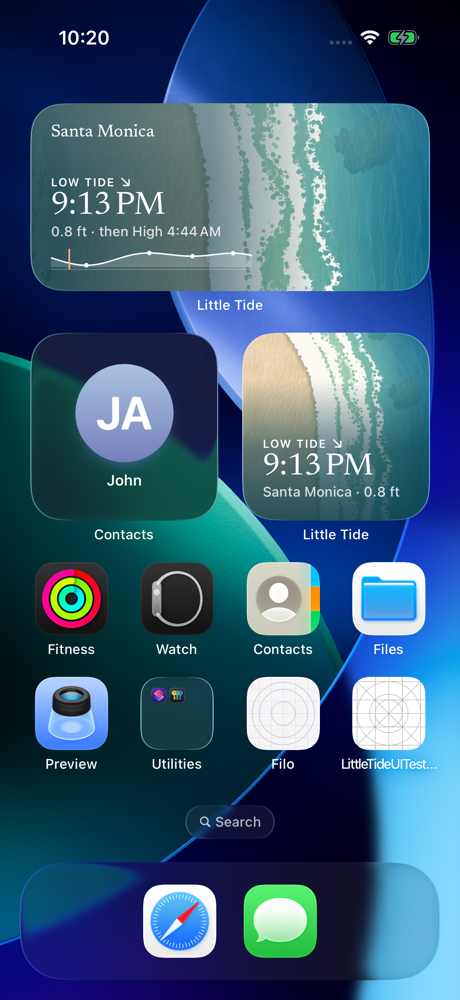 10:20
Santa Monica
LOW TIDE ↘
9:13 PM
0.8 ft · then High 4:44 AM
Little Tide
JA
John
Contacts
LOW TIDE ↘
9:13 PM
Santa Monica · 0.8 ft
Little Tide
Fitness
Watch
Contacts
Files
Preview
Utilities
Filo
LittleTideUITest...
Search